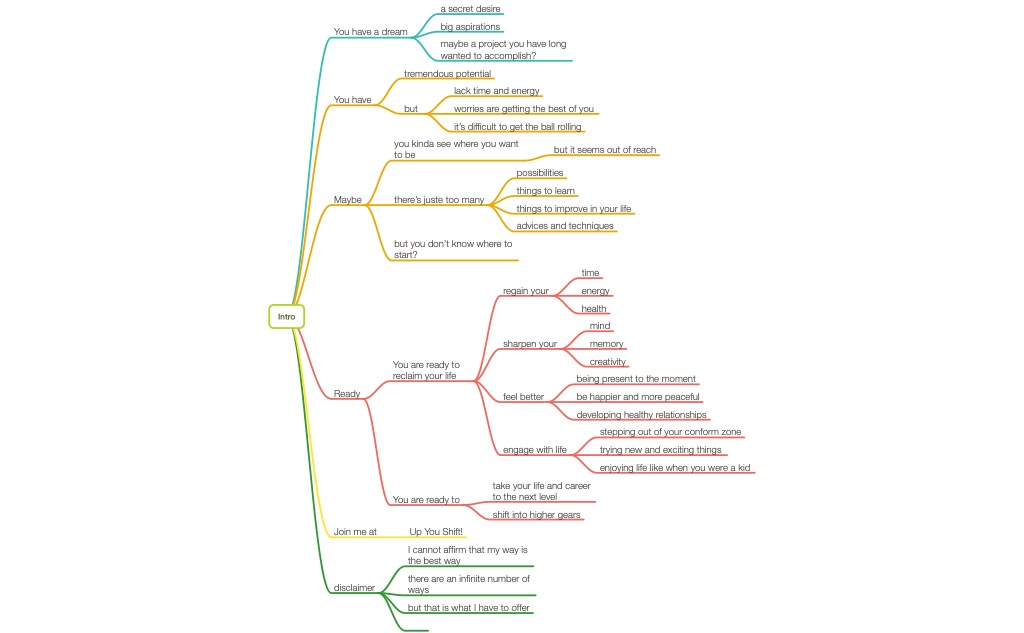 Intro
You have a dream
a secret desire
big aspirations
maybe a project you have long
wanted to accomplish?
You have
tremendous potential
but
lack time and energy
worries are getting the best of you
it's difficult to get the ball rolling
Maybe
you kinda see where you want
to be
but it seems out of reach
there's juste too many
possibilities
things to learn
things to improve in your life
advices and techniques
but you don't know where to
start?
Ready
You are ready to
reclaim your life
regain your
time
energy
health
sharpen your
mind
memory
creativity
feel better
being present to the moment
be happier and more peaceful
developing healthy relationships
engage with life
stepping out of your conform zone
trying new and exciting things
enjoying life like when you were a kid
You are ready to
take your life and career
to the next level
shift into higher gears
Join me at
Up You Shift!
disclaimer
I cannot affirm that my way is
the best way
there are an infinite number of
ways
but that is what I have to offer